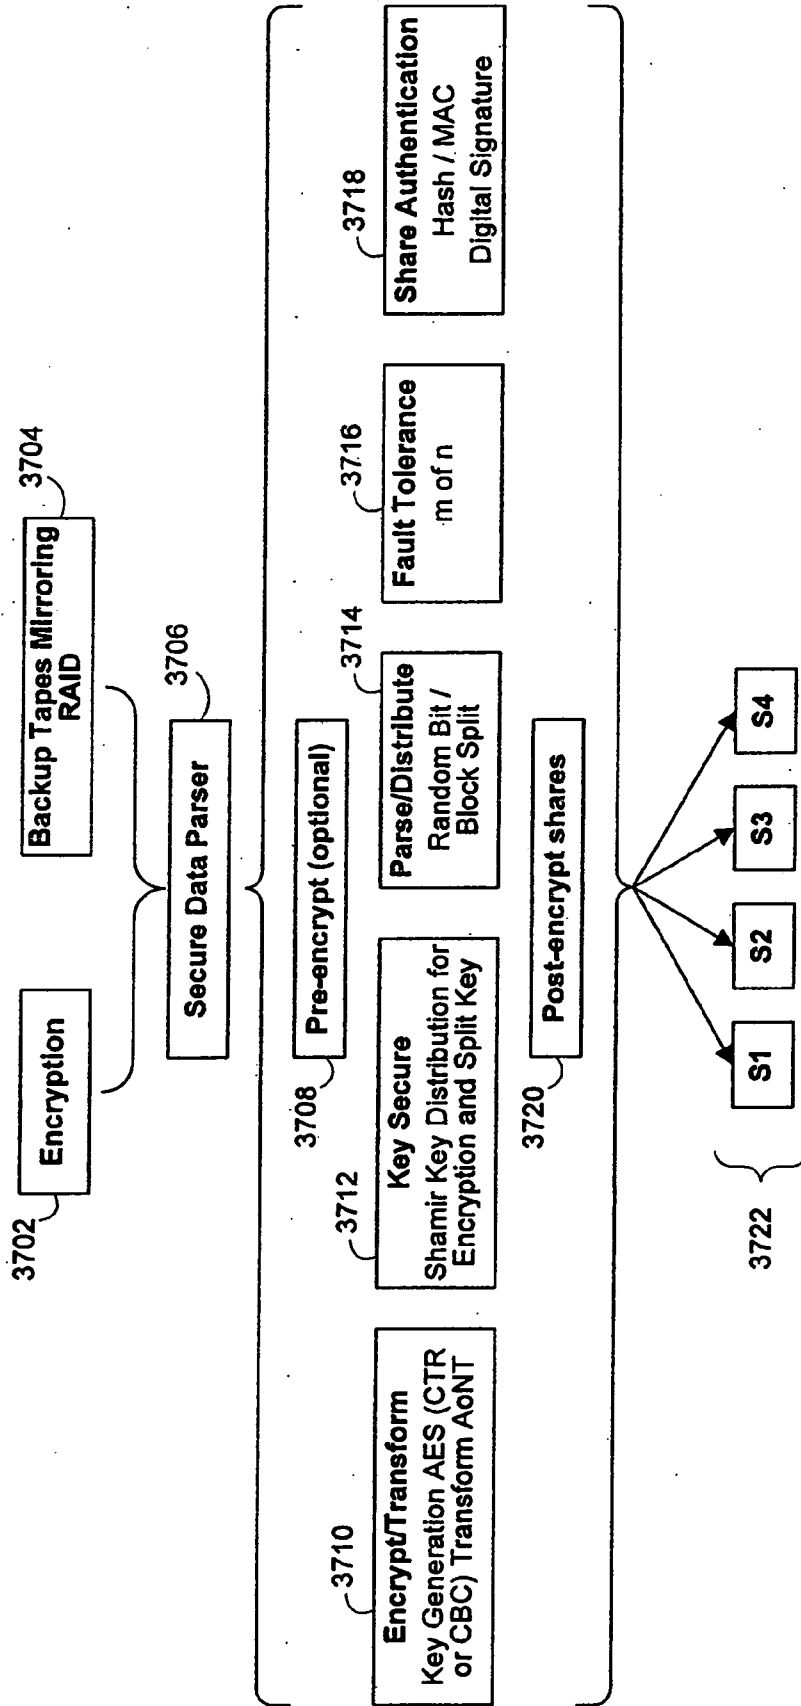 3702
Encryption
3704
Backup Tapes Mirroring
RAID
3706
Secure Data Parser
3708
Pre-encrypt (optional)
3710
Encrypt/Transform
Key Generation AES (CTR
or CBC) Transform AoNT
3712
Key Secure
Shamir Key Distribution for
Encryption and Split Key
3714
Parse/Distribute
Random Bit /
Block Split
3716
Fault Tolerance
m of n
3718
Share Authentication
Hash / MAC
Digital Signature
3720
Post-encrypt shares
3722
S1
S2
S3
S4